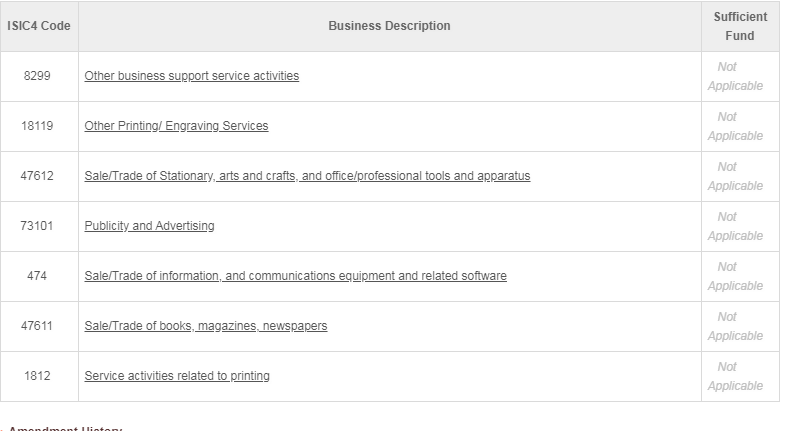 ISIC4 Code Business Description Sufficient
Fund
8299 Other business support service activities Not
Applicable
18119 Other Printing/ Engraving Services Not
Applicable
47612 Sale/Trade of Stationary, arts and crafts, and office/professional tools and apparatus Not
Applicable
73101 Publicity and Advertising Not
Applicable
474 Sale/Trade of information, and communications equipment and related software Not
Applicable
47611 Sale/Trade of books, magazines, newspapers Not
Applicable
1812 Service activities related to printing Not
Applicable
Amendment History